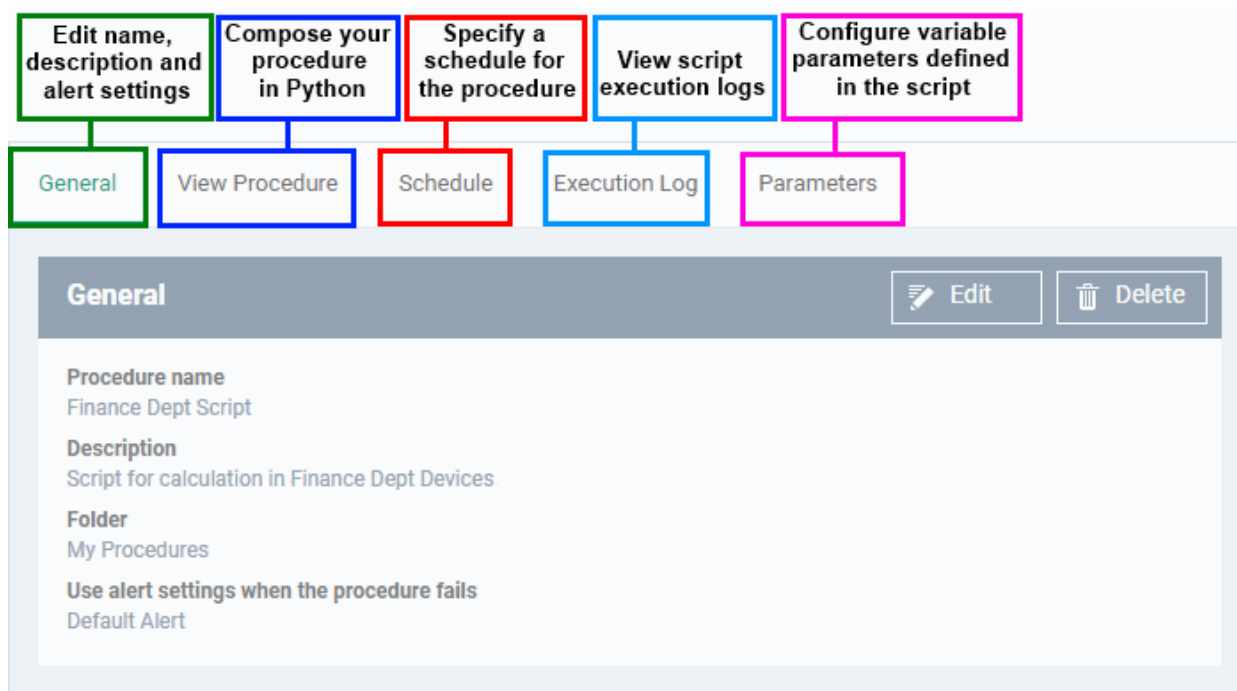 Edit name,
description and
alert settings
Compose your
procedure
in Python
Specify a
schedule for
the procedure
View script
execution logs
Configure variable
parameters defined
in the script
General View Procedure Schedule Execution Log Parameters
General Edit Delete
Procedure name
Finance Dept Script
Description
Script for calculation in Finance Dept Devices
Folder
My Procedures
Use alert settings when the procedure fails
Default Alert